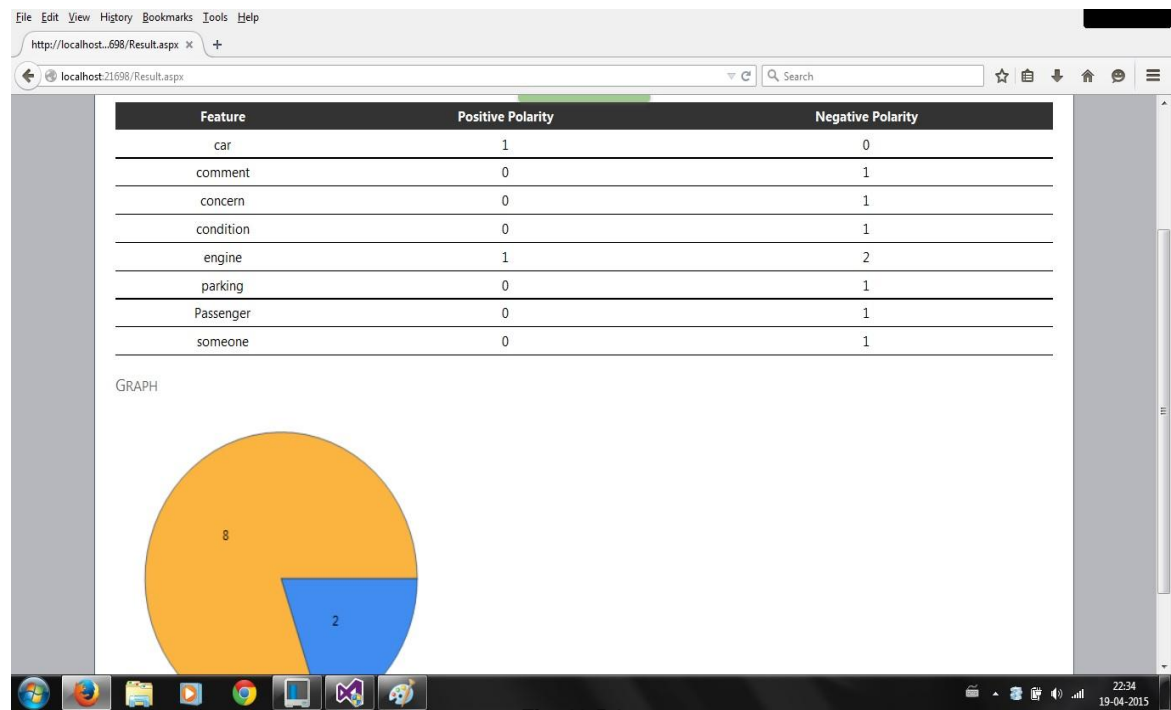 File Edit View History Bookmarks Tools Help
http://localhost...698/Result.aspx × +
localhost:21698/Result.aspx Search
Feature Positive Polarity Negative Polarity
car 1 0
comment 0 1
concern 0 1
condition 0 1
engine 1 2
parking 0 1
Passenger 0 1
someone 0 1
GRAPH
8
2
22:34
19-04-2015